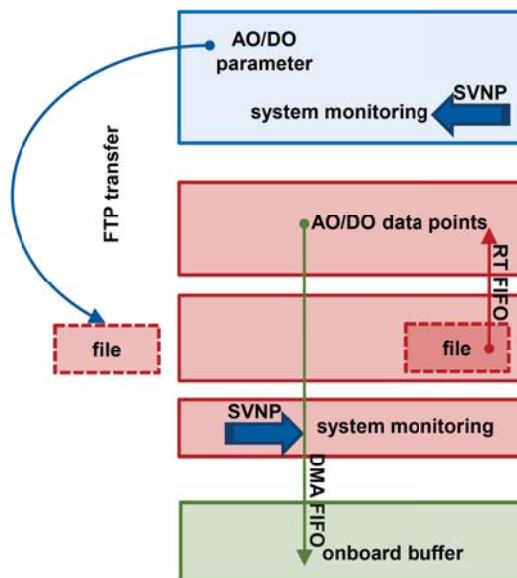 AO/DO
parameter
SVNP
system monitoring
FTP transfer
AO/DO data points
RT FIFO
file
file
SVNP
system monitoring
DMA FIFO
onboard buffer